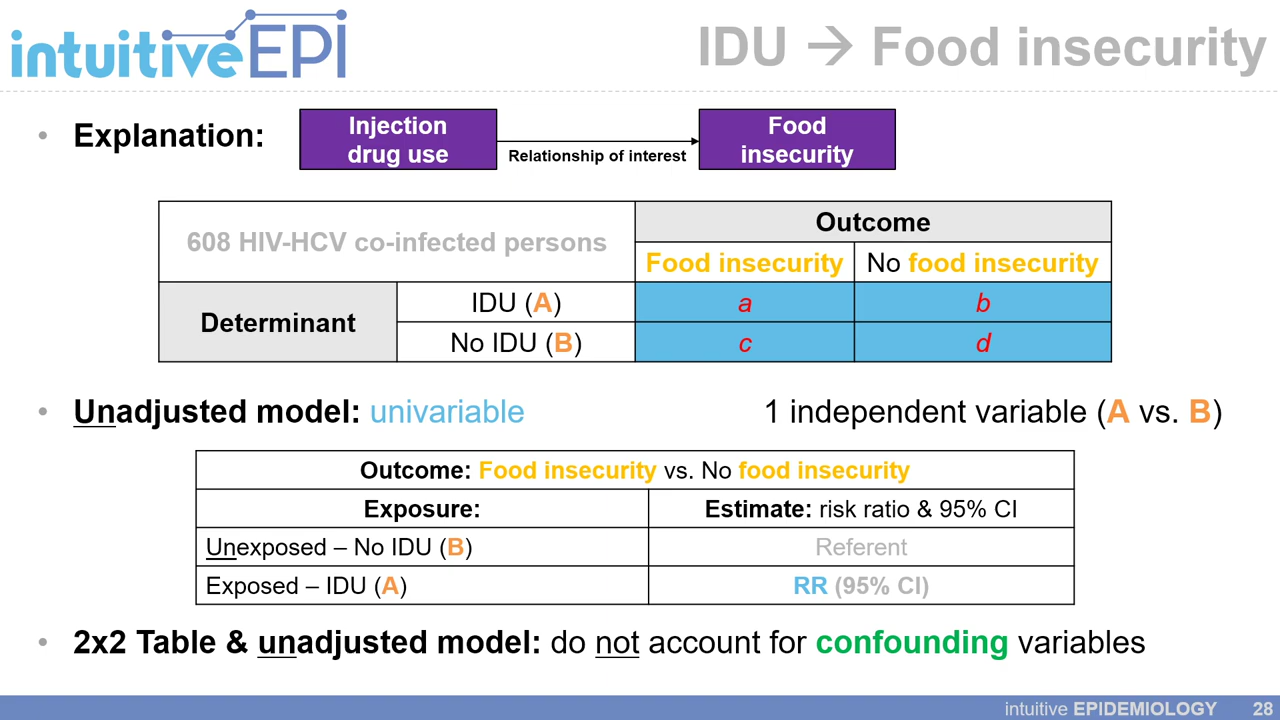 intuitiveEPI
IDU → Food insecurity
• Explanation:
Injection
drug use
Relationship of interest
Food
insecurity
608 HIV-HCV co-infected persons
Outcome
Food insecurity
No food insecurity
Determinant
IDU (A)
a
b
No IDU (B)
c
d
• Unadjusted model: univariable
1 independent variable (A vs. B)
Outcome: Food insecurity vs. No food insecurity
Exposure:
Estimate: risk ratio & 95% CI
Unexposed – No IDU (B)
Referent
Exposed – IDU (A)
RR (95% CI)
• 2x2 Table & unadjusted model: do not account for confounding variables
intuitive EPIDEMIOLOGY
28